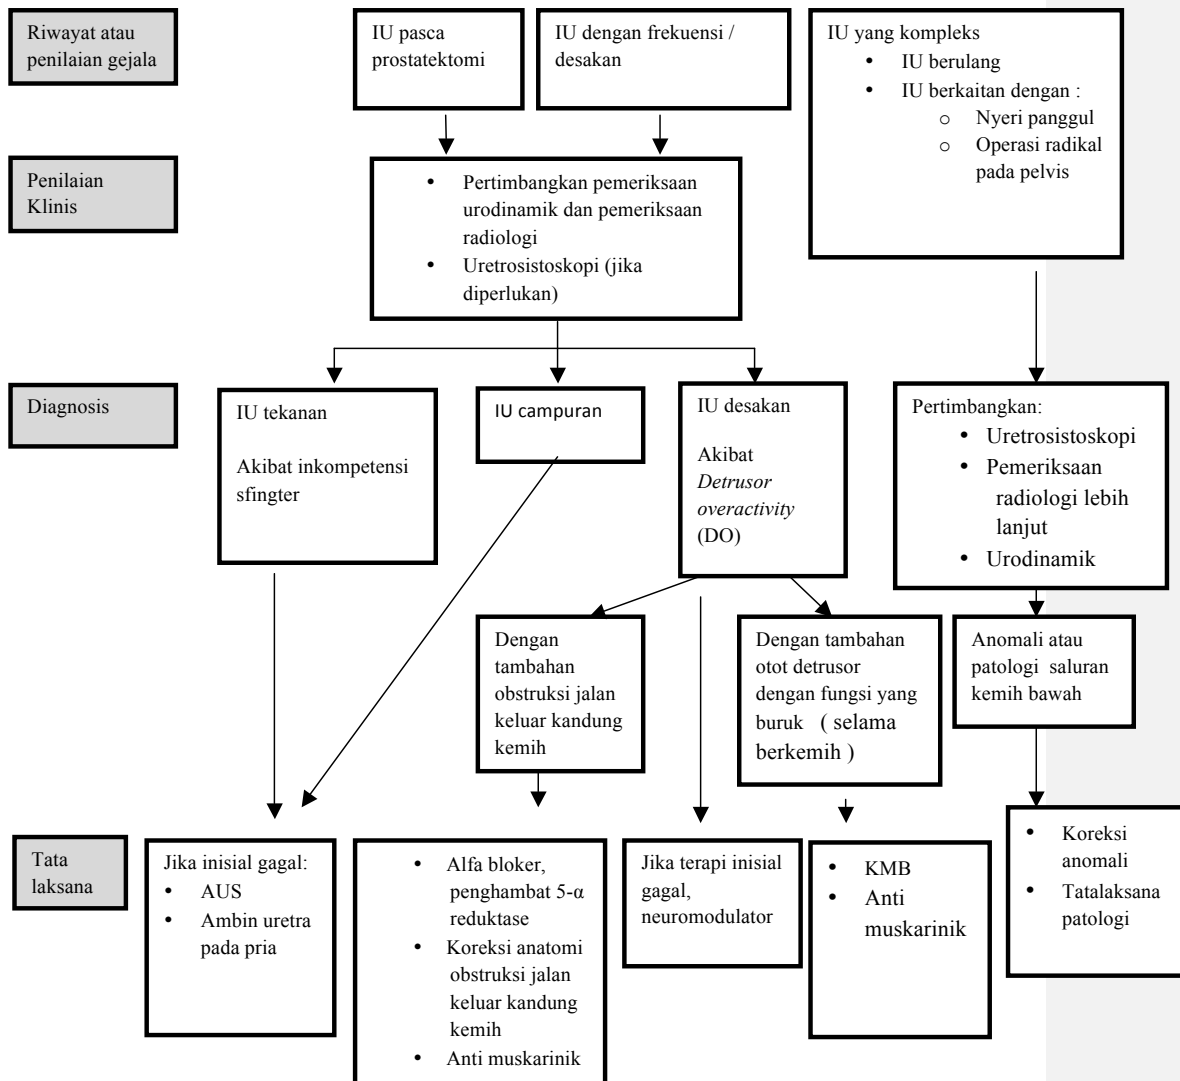 Riwayat atau
penilaian gejala
IU pasca
prostatektomi
IU dengan frekuensi /
desakan
IU yang kompleks
• IU berulang
• IU berkaitan dengan :
o Nyeri panggul
o Operasi radikal
pada pelvis
Penilaian
Klinis
• Pertimbangkan pemeriksaan
urodinamik dan pemeriksaan
radiologi
• Uretrosistoskopi (jika
diperlukan)
Diagnosis
IU tekanan
Akibat inkompetensi
sfingter
IU campuran
IU desakan
Akibat
Detrusor
overactivity
(DO)
Pertimbangkan:
• Uretrosistoskopi
• Pemeriksaan
radiologi lebih
lanjut
• Urodinamik
Dengan
tambahan
obstruksi jalan
keluar kandung
kemih
Dengan tambahan
otot detrusor
dengan fungsi yang
buruk ( selama
berkemih )
Anomali atau
patologi saluran
kemih bawah
Tata
laksana
Jika inisial gagal:
• AUS
• Ambin uretra
pada pria
• Alfa bloker,
penghambat 5-α
reduktase
• Koreksi anatomi
obstruksi jalan
keluar kandung
kemih
• Anti muskarinik
Jika terapi inisial
gagal,
neuromodulator
• KMB
• Anti
muskarinik
• Koreksi
anomali
• Tatalaksana
patologi